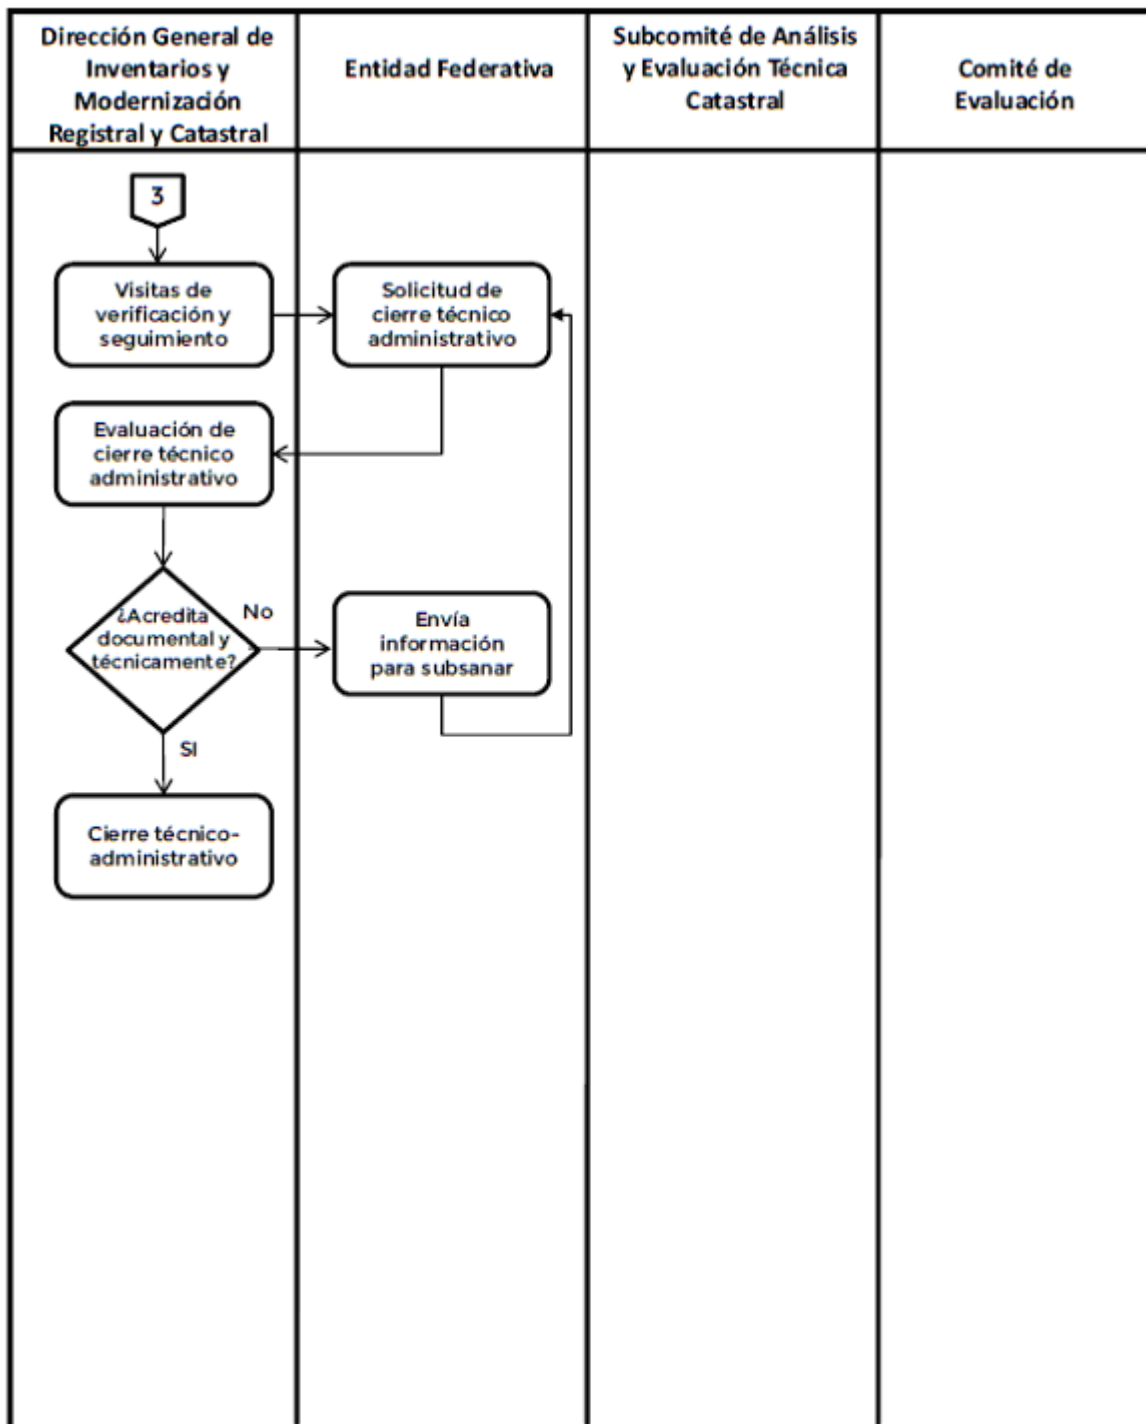 Dirección General de
Inventarios y
Modernización
Registral y Catastral
Entidad Federativa
Subcomité de Análisis
y Evaluación Técnica
Catastral
Comité de
Evaluación
3
Visitas de
verificación y
seguimiento
Solicitud de
cierre técnico
administrativo
Evaluación de
cierre técnico
administrativo
¿Acredita
documental y
técnicamente?
No
Envía
información
para subsanar
SI
Cierre técnico-
administrativo